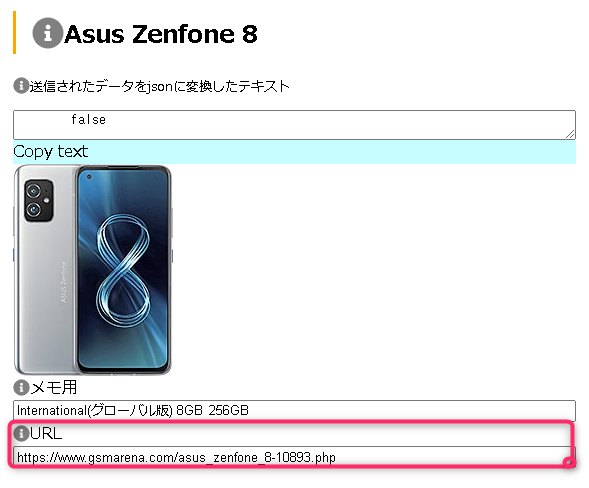 Asus Zenfone 8
送信されたデータをjsonに変換したテキスト
false
Copy text
メモ用
International(グローバル版) 8GB 256GB
URL
https://www.gsmarena.com/asus_zenfone_8-10893.php